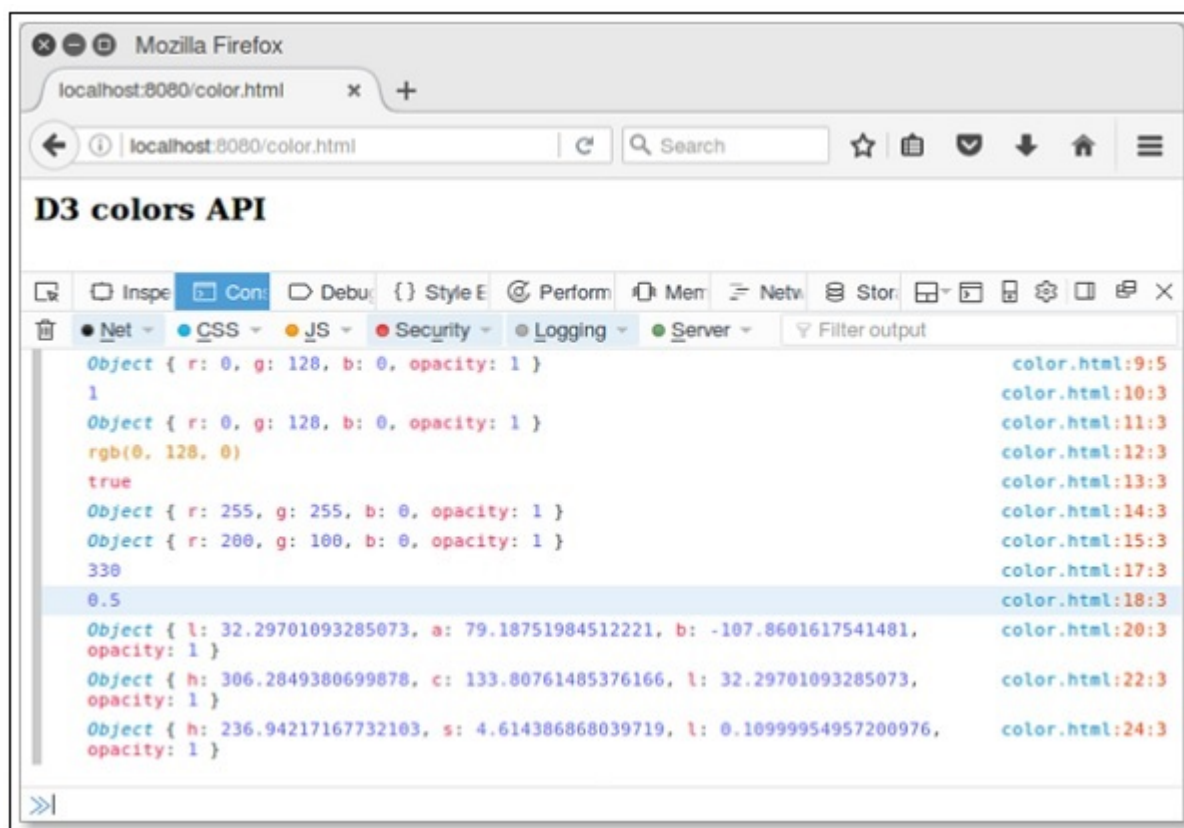 Mozilla Firefox
localhost:8080/color.html
localhost:8080/color.html
Search
D3 colors API
Inspe Cons Debug {} Style E Perform Mem Netw Stor
Net CSS JS Security Logging Server Filter output
Object { r: 0, g: 128, b: 0, opacity: 1 } color.html:9:5
1 color.html:10:3
Object { r: 0, g: 128, b: 0, opacity: 1 } color.html:11:3
rgb(0, 128, 0) color.html:12:3
true color.html:13:3
Object { r: 255, g: 255, b: 0, opacity: 1 } color.html:14:3
Object { r: 200, g: 100, b: 0, opacity: 1 } color.html:15:3
330 color.html:17:3
0.5 color.html:18:3
Object { l: 32.29701093285073, a: 79.18751984512221, b: -107.8601617541481, color.html:20:3
opacity: 1 }
Object { h: 306.2849380699878, c: 133.80761485376166, l: 32.29701093285073, color.html:22:3
opacity: 1 }
Object { h: 236.94217167732103, s: 4.614386868039719, l: 0.10999954957200976, color.html:24:3
opacity: 1 }